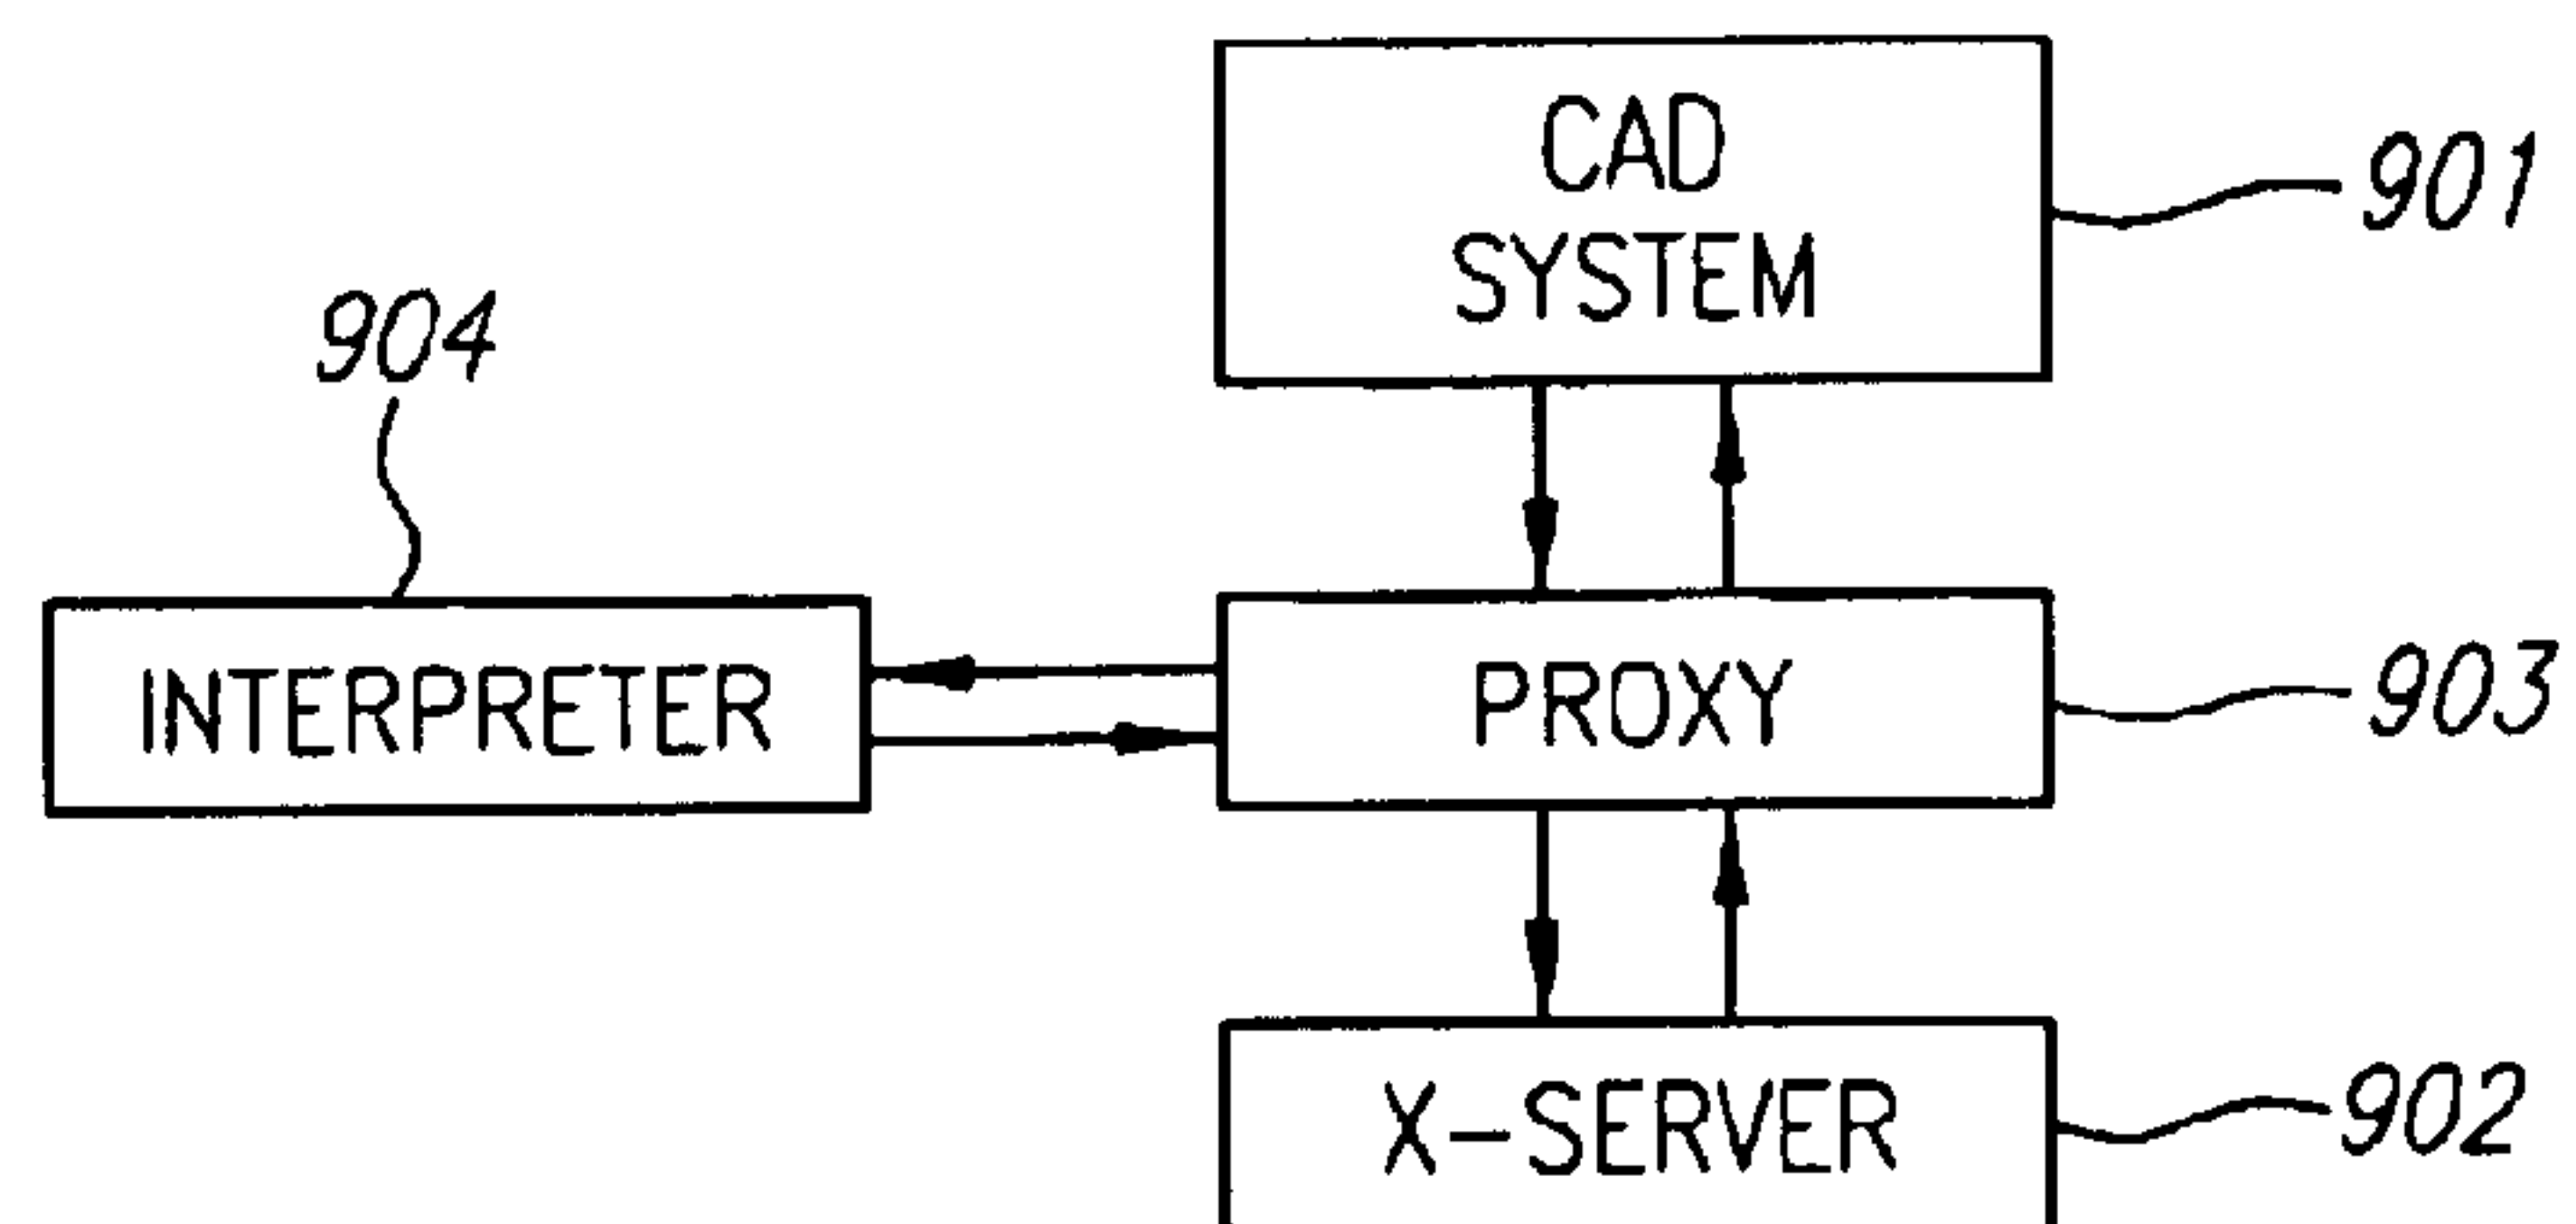 CAD
SYSTEM
901
904
INTERPRETER
PROXY
903
X-SERVER
902